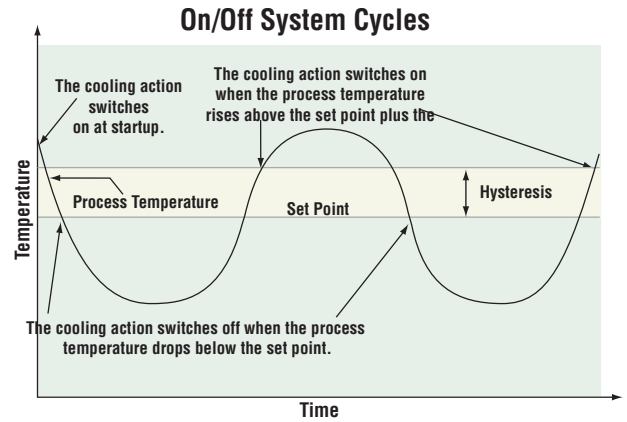 On/Off System Cycles
The cooling action
switches
on at startup.
The cooling action switches on
when the process temperature
rises above the set point plus the
Temperature
Process Temperature
Set Point
Hysteresis
The cooling action switches off when the process
temperature drops below the set point.
Time